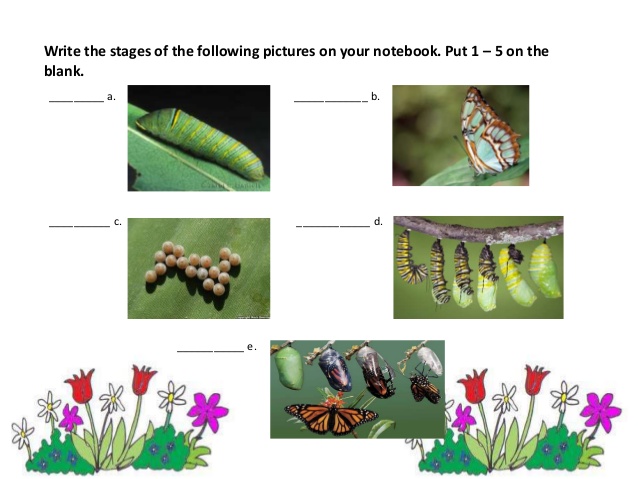 Write the stages of the following pictures on your notebook. Put 1 – 5 on the
blank.
_________ a.
____________ b.
__________ c.
____________ d.
___________ e.